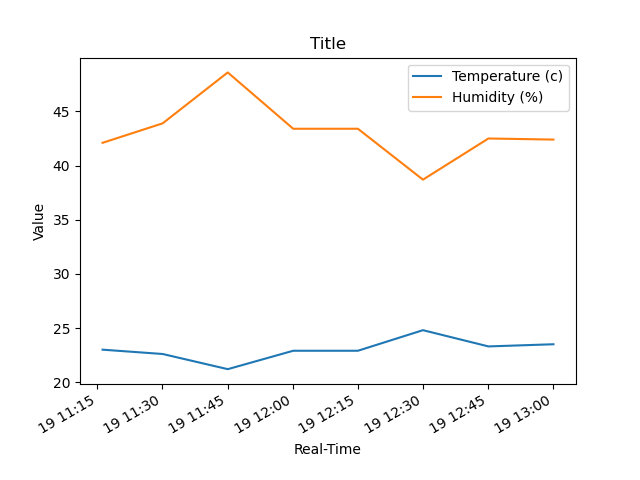 Title
Temperature (c)
Humidity (%)
45
40
35
30
25
20
Value
19 11:15
19 11:30
19 11:45
19 12:00
19 12:15
19 12:30
19 12:45
19 13:00
Real-Time